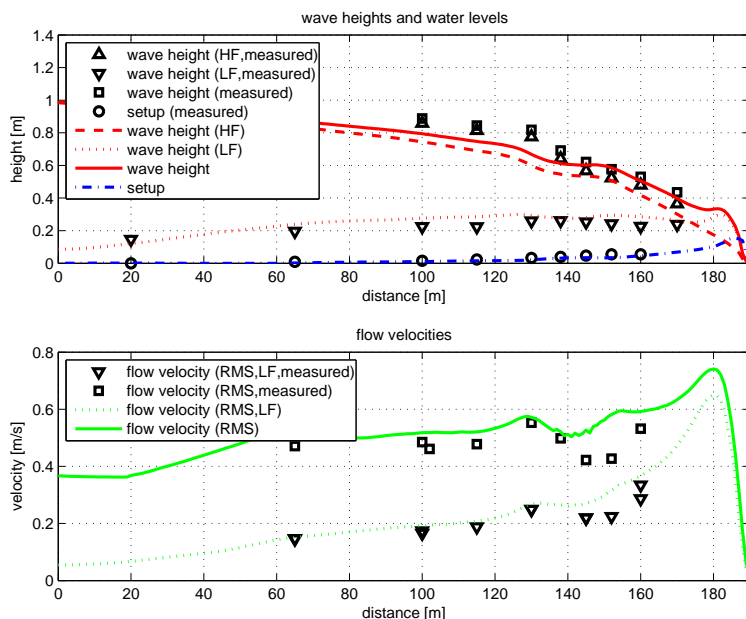 wave heights and water levels
1.4
1.2
1
0.8
0.6
0.4
0.2
0
height [m]
wave height (HF,measured)
wave height (LF,measured)
wave height (measured)
setup (measured)
wave height (HF)
wave height (LF)
wave height
setup
0 20 40 60 80 100 120 140 160 180
distance [m]
flow velocities
0.8
0.6
0.4
0.2
0
velocity [m/s]
flow velocity (RMS,LF,measured)
flow velocity (RMS,measured)
flow velocity (RMS,LF)
flow velocity (RMS)
0 20 40 60 80 100 120 140 160 180
distance [m]